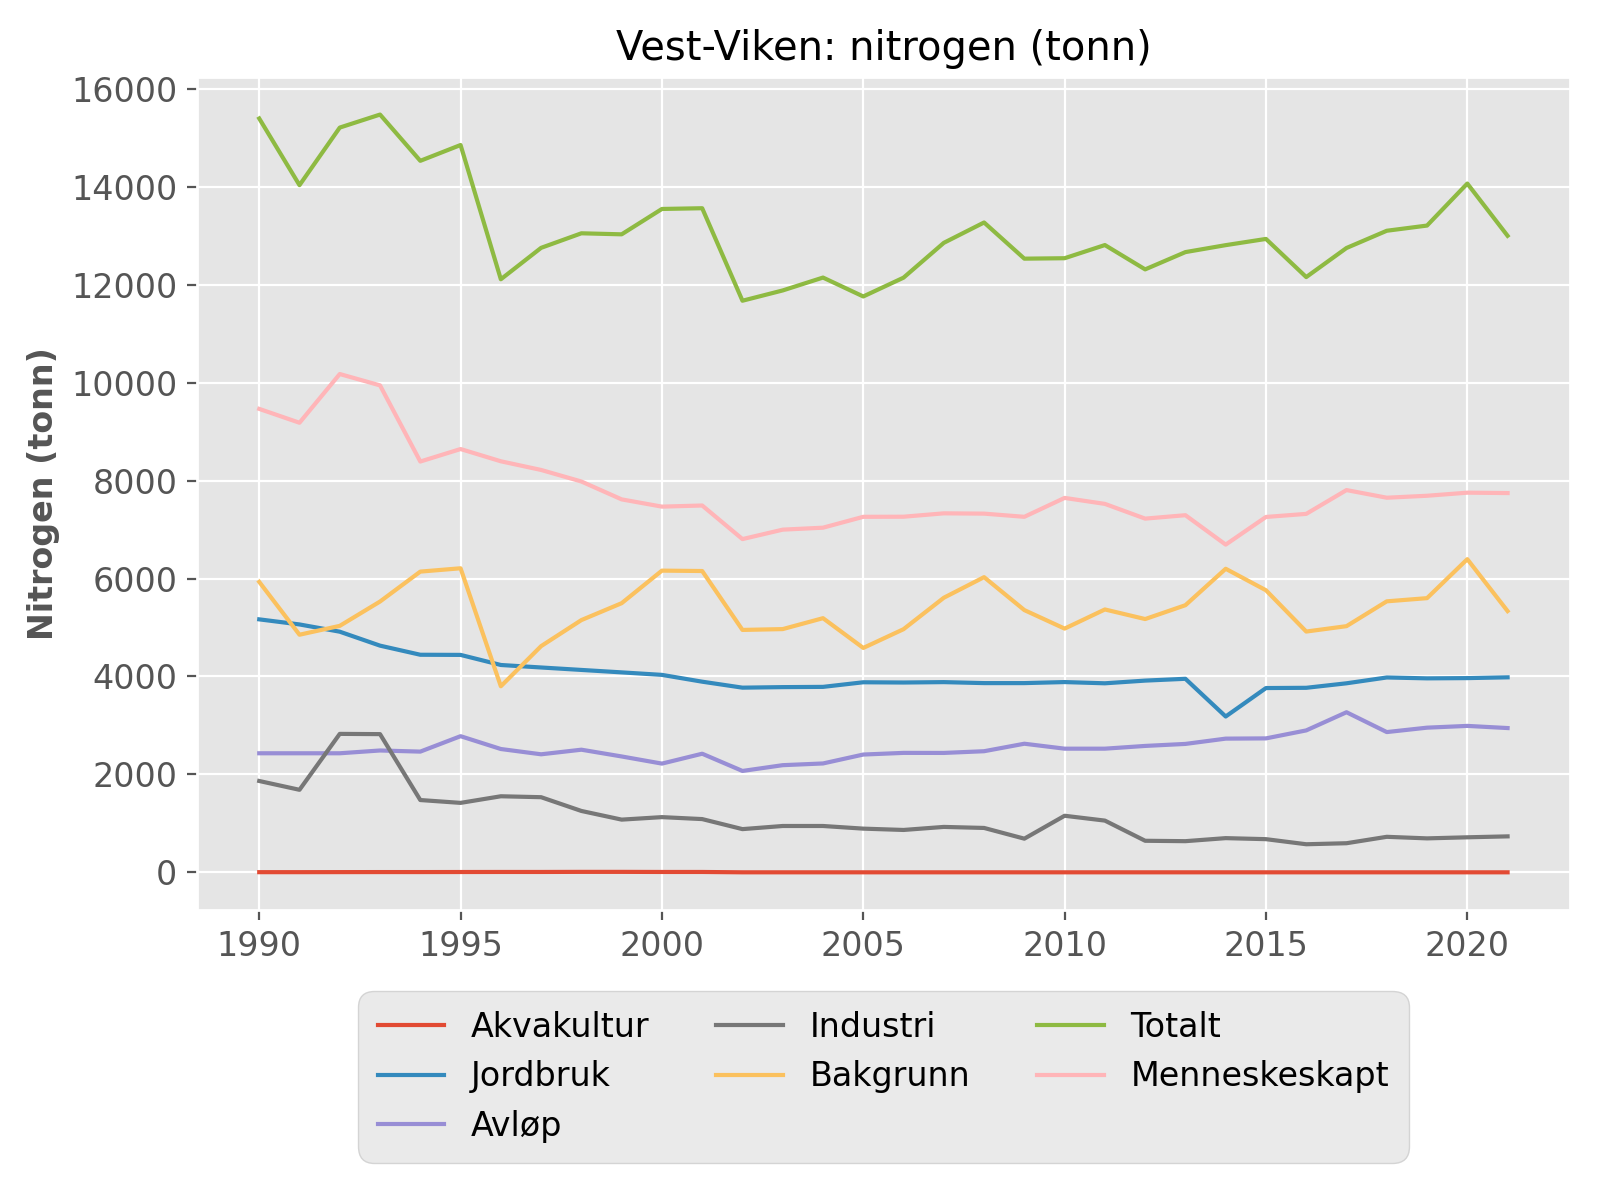 Vest-Viken: nitrogen (tonn)
Nitrogen (tonn)
16000
14000
12000
10000
8000
6000
4000
2000
0
1990 1995 2000 2005 2010 2015 2020
Akvakultur Industri Totalt
Jordbruk Bakgrunn Menneskeskapt
Avløp